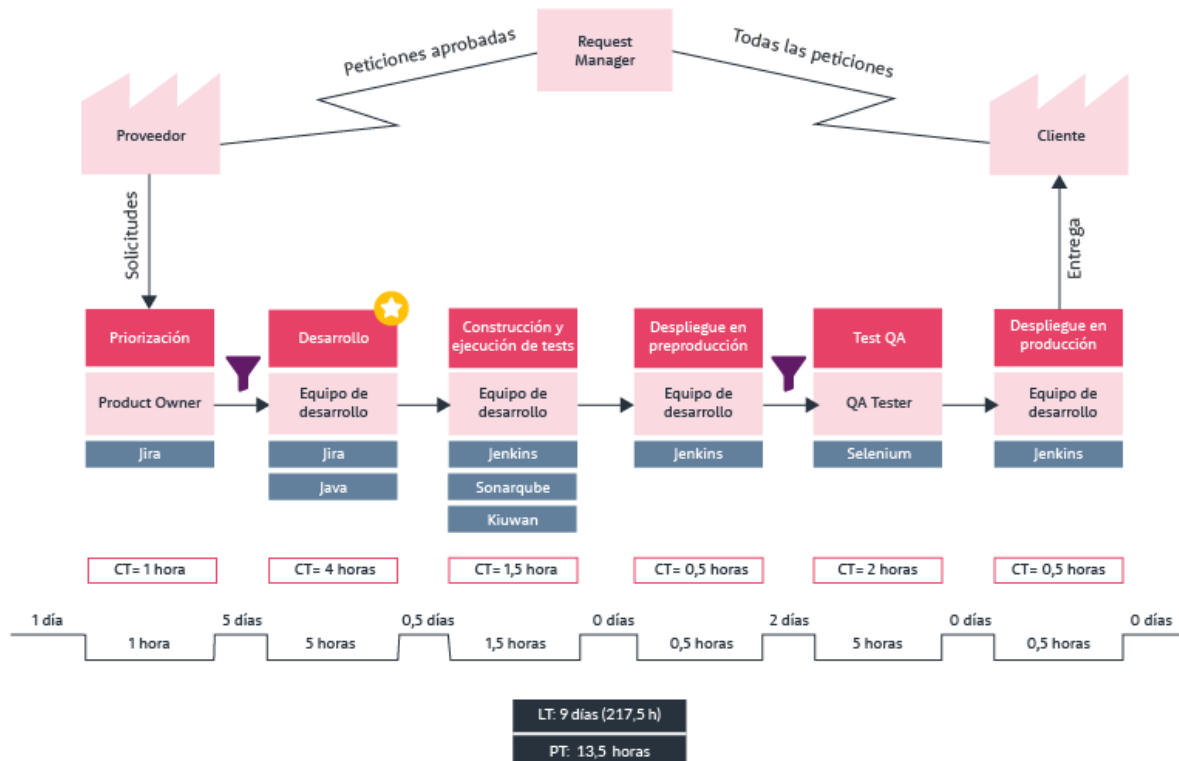 Request
Manager
Peticiones aprobadas
Todas las peticiones
Proveedor
Cliente
Solicitudes
Entrega
Priorización
Product Owner
Jira
Desarrollo
Equipo de
desarrollo
Jira
Java
Construcción y
ejecución de tests
Equipo de
desarrollo
Jenkins
Sonarqube
Kiuwan
Despliegue en
preproducción
Equipo de
desarrollo
Jenkins
Test QA
QA Tester
Selenium
Despliegue en
producción
Equipo de
desarrollo
Jenkins
CT= 1 hora
CT= 4 horas
CT= 1,5 hora
CT= 0,5 horas
CT= 2 horas
CT= 0,5 horas
1 día
1 hora
5 días
5 horas
0,5 días
1,5 horas
0 días
0,5 horas
2 días
5 horas
0 días
0,5 horas
0 días
LT: 9 días (217,5 h)
PT: 13,5 horas